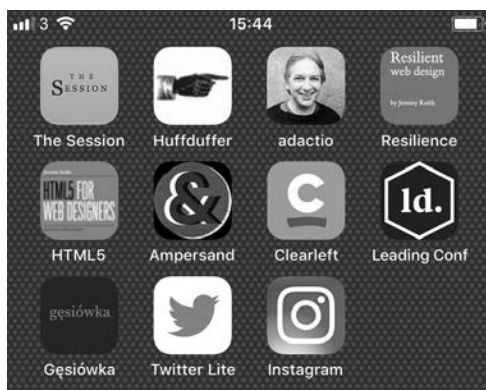 3 15:44
THE
SESSION
Resilient
web design
by Jeremy Keith
The Session Huffduffer adactio Resilience
HTML5 FOR
WEB DESIGNERS
&
C
ld.
HTML5 Ampersand Clearleft Leading Conf
gęsiówka
Gęsiówka Twitter Lite Instagram